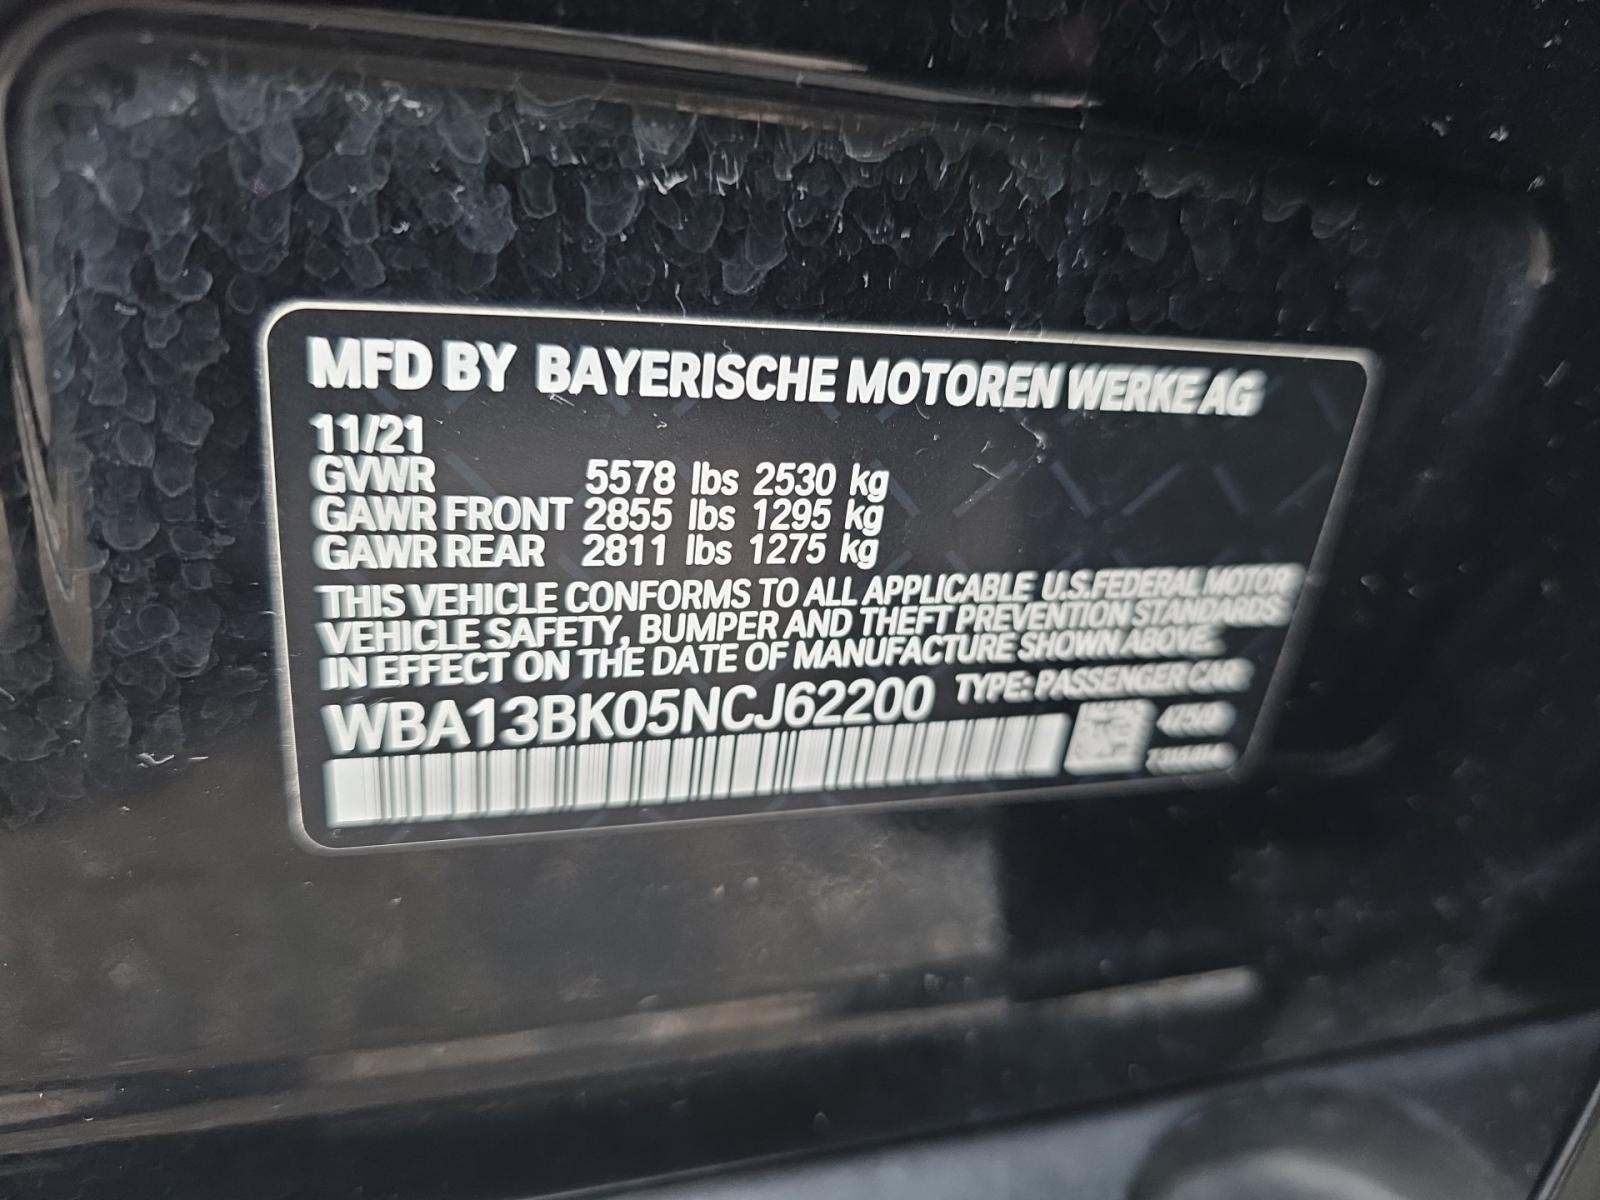 MFD BY BAYERISCHE MOTOREN WERKE AG
11/21
GVWR 5578 lbs 2530 kg
GAWR FRONT 2855 lbs 1295 kg
GAWR REAR 2811 lbs 1275 kg
THIS VEHICLE CONFORMS TO ALL APPLICABLE U.S.FEDERAL MOTOR
VEHICLE SAFETY, BUMPER AND THEFT PREVENTION STANDARDS
IN EFFECT ON THE DATE OF MANUFACTURE SHOWN ABOVE.
WBA13BK05NCJ62200 TYPE: PASSENGER CAR